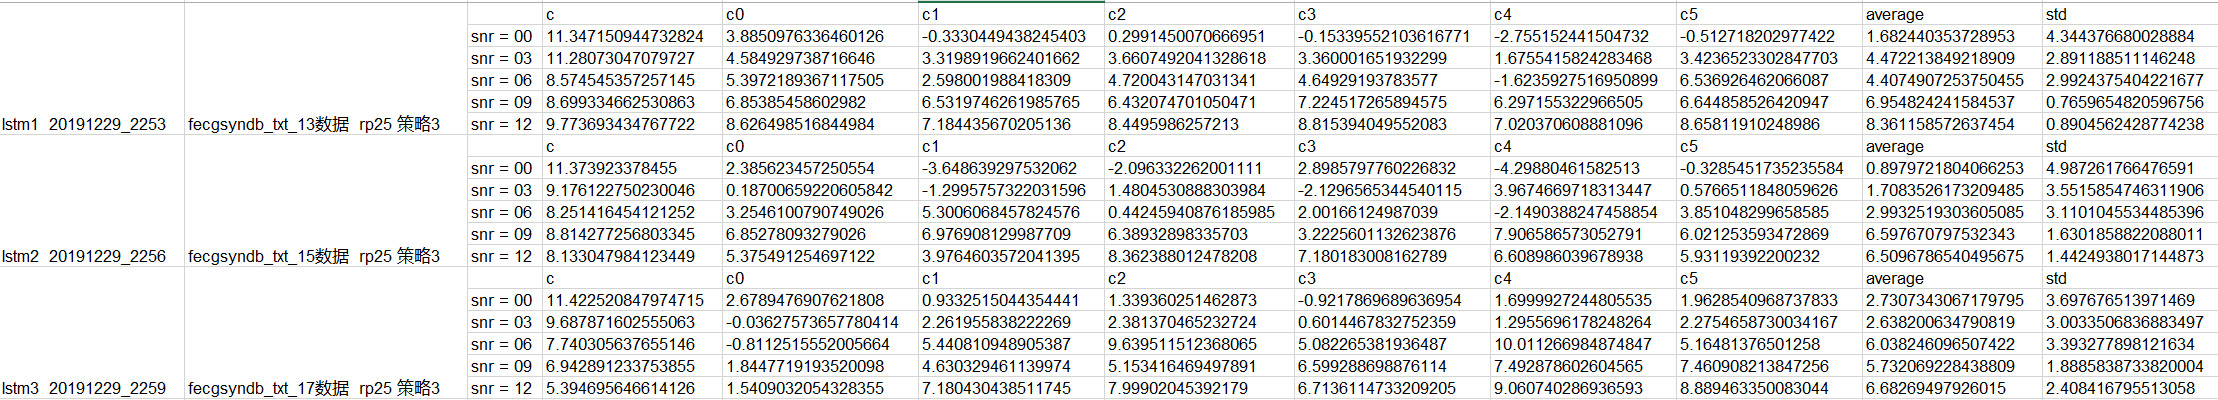 c c0 c1 c2 c3 c4 c5 average std
snr = 00 11.347150944732824 3.8850976336460126 -0.3330449438245403 0.2991450070666951 -0.15339552103616771 -2.755152441504732 -0.512718202977422 1.682440353728953 4.344376680028884
snr = 03 11.28073047079727 4.584929738716646 3.3198919662401662 3.6607492041328618 3.360001651932299 1.6755415824283468 3.4236523302847703 4.472213849218909 2.891188511146248
snr = 06 8.574545357257145 5.3972189367117505 2.598001988418309 4.720043147031341 4.64929193783577 -1.6235927516950899 6.536926462066087 4.4074907253750455 2.9924375404221677
snr = 09 8.699334662530863 6.85385458602982 6.5319746261985765 6.432074701050471 7.224517265894575 6.297155322966505 6.644858526420947 6.954824241584537 0.7659654820596756
lstm1 20191229_2253 fecgsyndb_txt_13数据 rp25 策略3 snr = 12 9.773693434767722 8.626498516844984 7.184435670205136 8.4495986257213 8.815394049552083 7.020370608881096 8.65811910248986 8.361158572637454 0.8904562428774238
c c0 c1 c2 c3 c4 c5 average std
snr = 00 11.373923378455 2.385623457250554 -3.648639297532062 -2.096332262001111 2.8985797760226832 -4.29880461582513 -0.3285451735235584 0.8979721804066253 4.987261766476591
snr = 03 9.176122750230046 0.18700659220605842 -1.2995757322031596 1.4804530888303984 -2.1296565344540115 3.9674669718313447 0.5766511848059626 1.7083526173209485 3.5515854746311906
snr = 06 8.251416454121252 3.2546100790749026 5.3006068457824576 0.44245940876185985 2.00166124987039 -2.1490388247458854 3.851048299658585 2.9932519303605085 3.1101045534485396
snr = 09 8.814277256803345 6.85278093279026 6.976908129987709 6.38932898335703 3.2225601132623876 7.906586573052791 6.021253593472869 6.597670797532343 1.6301858822088011
lstm2 20191229_2256 fecgsyndb_txt_15数据 rp25 策略3 snr = 12 8.133047984123449 5.375491254697122 3.9764603572041395 8.362388012478208 7.180183008162789 6.608986039678938 5.93119392200232 6.5096786540495675 1.4424938017144873
c c0 c1 c2 c3 c4 c5 average std
snr = 00 11.422520847974715 2.6789476907621808 0.9332515044354441 1.339360251462873 -0.9217869689636954 1.6999927244805535 1.9628540968737833 2.7307343067179795 3.697676513971469
snr = 03 9.687871602555063 -0.03627573657780414 2.261955838222269 2.381370465232724 0.6014467832752359 1.2955696178248264 2.2754658730034167 2.638200634790819 3.0033506836883497
snr = 06 7.740305637655146 -0.8112515552005664 5.440810948905387 9.639511512368065 5.082265381936487 10.011266984874847 5.16481376501258 6.038246096507422 3.393277898121634
snr = 09 6.942891233753855 1.8447719193520098 4.630329461139974 5.153416469497891 6.599288698876114 7.492878602604565 7.460908213847256 5.732069228438809 1.8885838733820004
lstm3 20191229_2259 fecgsyndb_txt_17数据 rp25 策略3 snr = 12 5.394695646614126 1.5409032054328355 7.180430438511745 7.99902045392179 6.7136114733209205 9.060740286936593 8.889463350083044 6.68269497926015 2.408416795513058